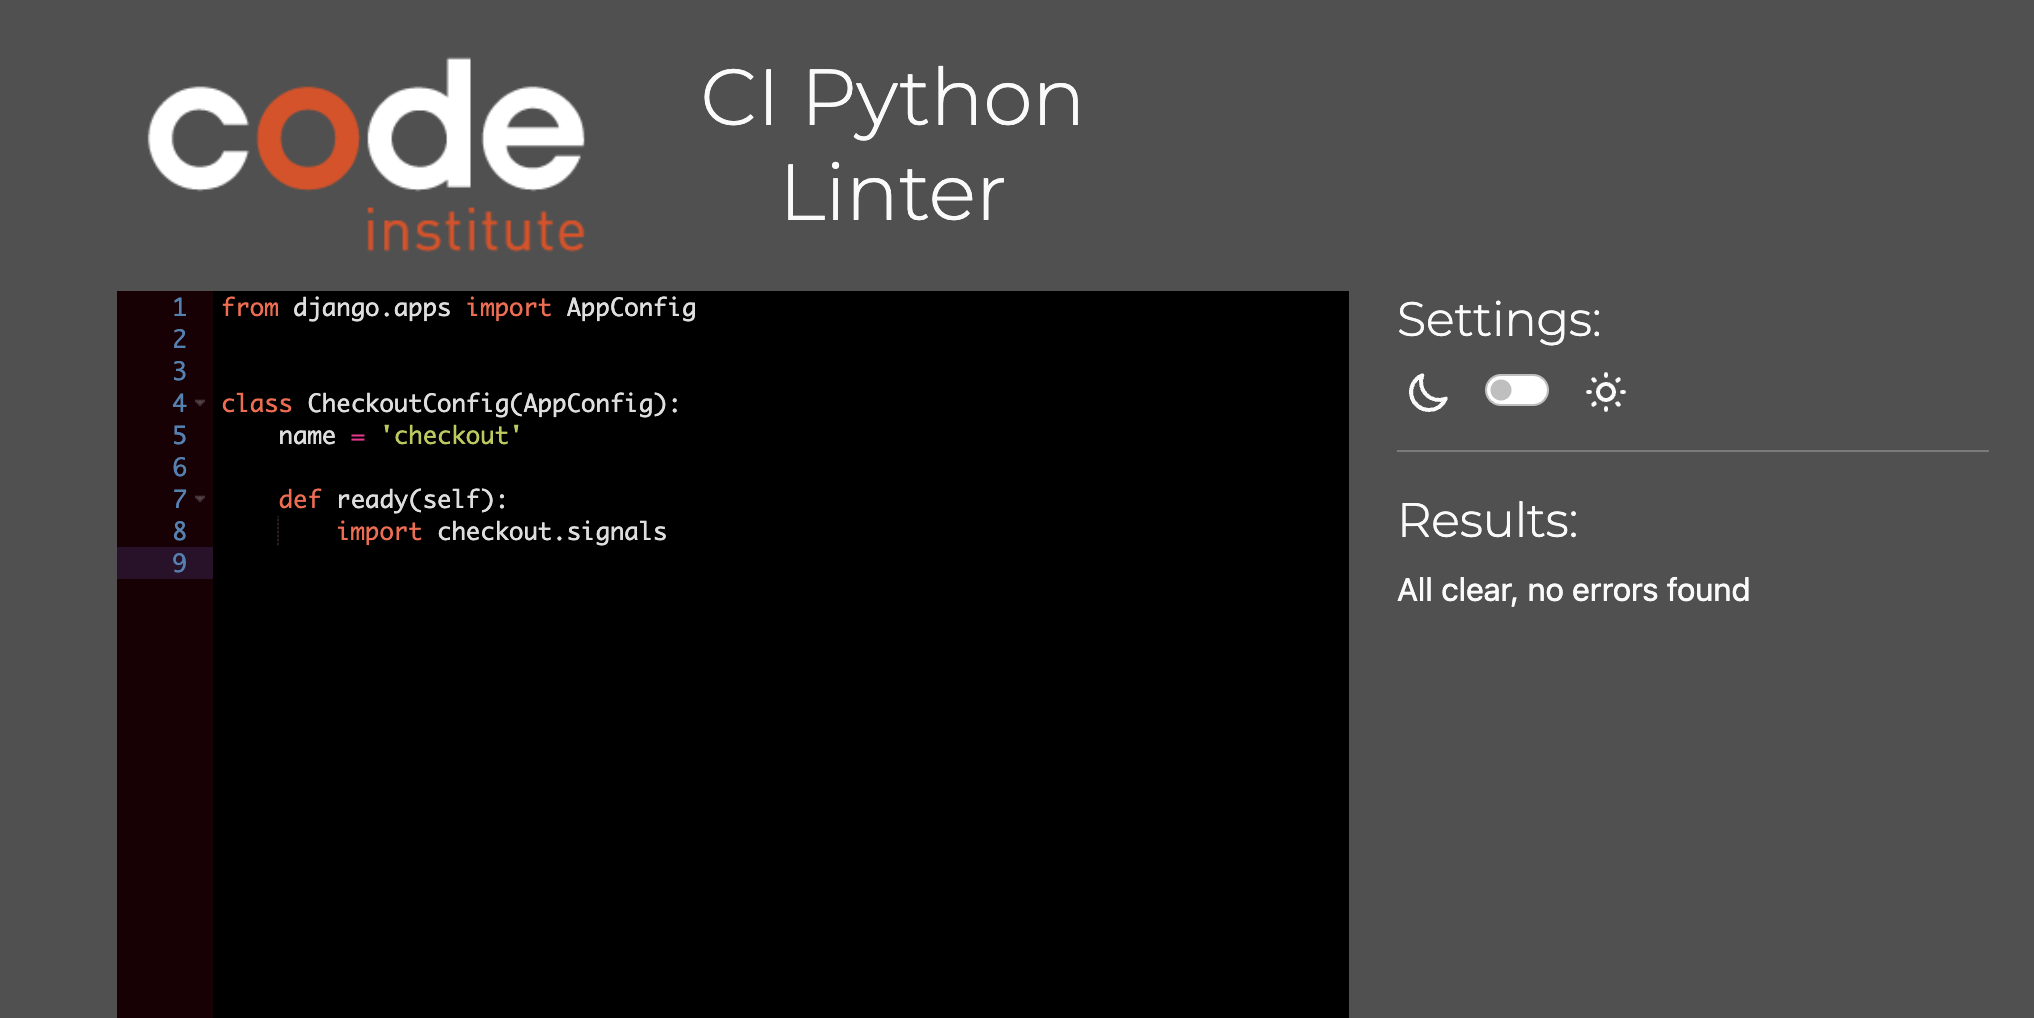 code
institute
CI Python
Linter
1 from django.apps import AppConfig
2
3
4 class CheckoutConfig(AppConfig):
5     name = 'checkout'
6
7     def ready(self):
8         import checkout.signals
9
Settings:
Results:
All clear, no errors found